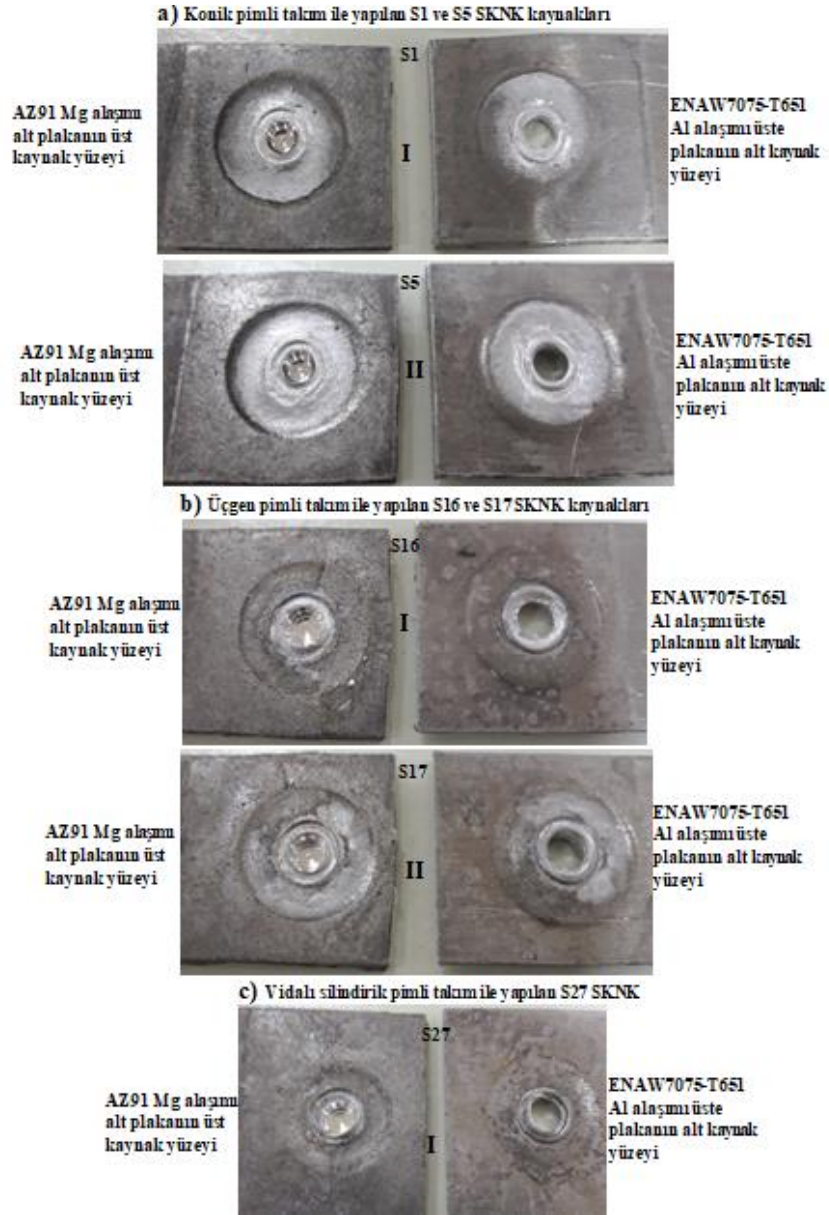 a) Konik pimli takım ile yapılan S1 ve S5 SKNK kaynakları
S1
AZ91 Mg alaşımı
alt plakanın üst
kaynak yüzeyi
I
ENAW7075-T651
Al alaşımı üste
plakanın alt kaynak
yüzeyi
S5
AZ91 Mg alaşımı
alt plakanın üst
kaynak yüzeyi
II
ENAW7075-T651
Al alaşımı üste
plakanın alt kaynak
yüzeyi
b) Üçgen pimli takım ile yapılan S16 ve S17 SKNK kaynakları
S16
AZ91 Mg alaşımı
alt plakanın üst
kaynak yüzeyi
I
ENAW7075-T651
Al alaşımı üste
plakanın alt kaynak
yüzeyi
S17
AZ91 Mg alaşımı
alt plakanın üst
kaynak yüzeyi
II
ENAW7075-T651
Al alaşımı üste
plakanın alt kaynak
yüzeyi
c) Vidalı silindirik pimli takım ile yapılan S27 SKNK
S27
AZ91 Mg alaşımı
alt plakanın üst
kaynak yüzeyi
I
ENAW7075-T651
Al alaşımı üste
plakanın alt kaynak
yüzeyi